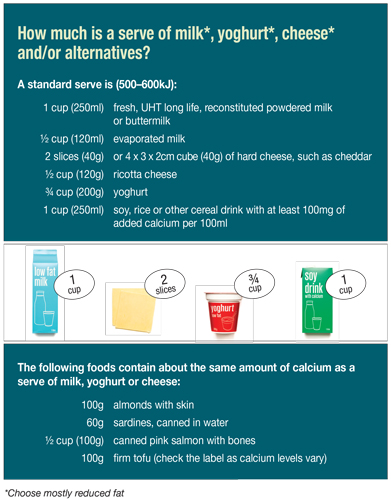 How much is a serve of milk*, yoghurt*, cheese*
and/or alternatives?
A standard serve is (500–600kJ):
1 cup (250ml) fresh, UHT long life, reconstituted powdered milk
or buttermilk
½ cup (120ml) evaporated milk
2 slices (40g) or 4 x 3 x 2cm cube (40g) of hard cheese, such as cheddar
½ cup (120g) ricotta cheese
¾ cup (200g) yoghurt
1 cup (250ml) soy, rice or other cereal drink with at least 100mg of
added calcium per 100ml
low fat
milk
1
cup
2
slices
yoghurt
¾
cup
soy
drink
with calcium
1
cup
The following foods contain about the same amount of calcium as a
serve of milk, yoghurt or cheese:
100g almonds with skin
60g sardines, canned in water
½ cup (100g) canned pink salmon with bones
100g firm tofu (check the label as calcium levels vary)
*Choose mostly reduced fat